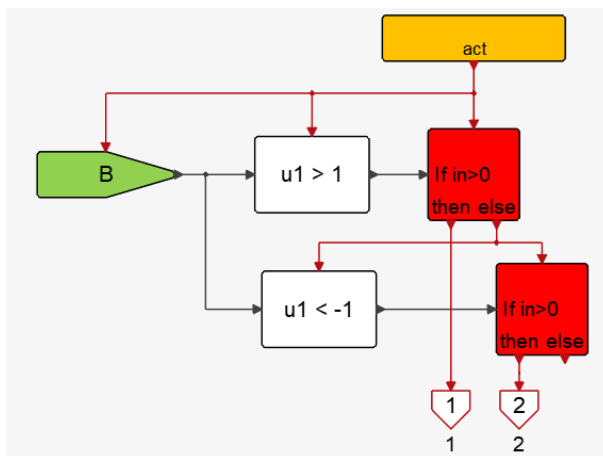 act
B
u1 > 1
If in>0
then else
u1 < -1
If in>0
then else
1
2
1
2